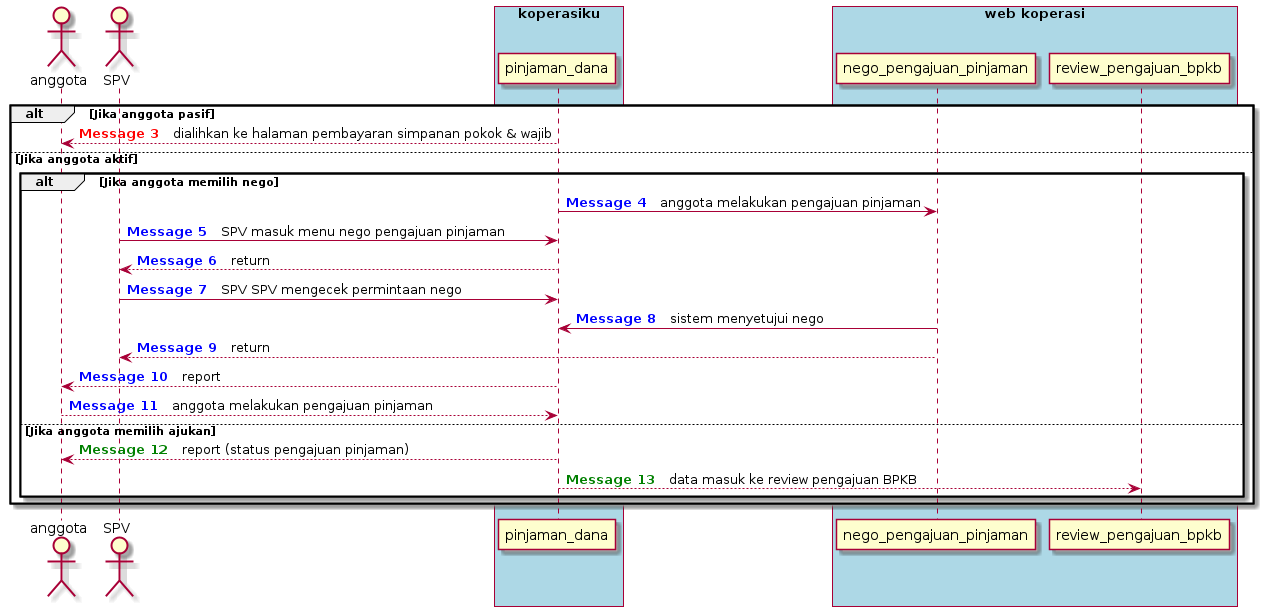 koperasiku
web koperasi
pinjaman_dana
nego_pengajuan_pinjaman
review_pengajuan_bpkb
anggota
SPV
alt [Jika anggota pasif]
Message 3 dialihkan ke halaman pembayaran simpanan pokok & wajib
[Jika anggota aktif]
alt [Jika anggota memilih nego]
Message 4 anggota melakukan pengajuan pinjaman
Message 5 SPV masuk menu nego pengajuan pinjaman
Message 6 return
Message 7 SPV SPV mengecek permintaan nego
Message 8 sistem menyetujui nego
Message 9 return
Message 10 report
Message 11 anggota melakukan pengajuan pinjaman
[Jika anggota memilih ajukan]
Message 12 report (status pengajuan pinjaman)
Message 13 data masuk ke review pengajuan BPKB
anggota
SPV
pinjaman_dana
nego_pengajuan_pinjaman
review_pengajuan_bpkb